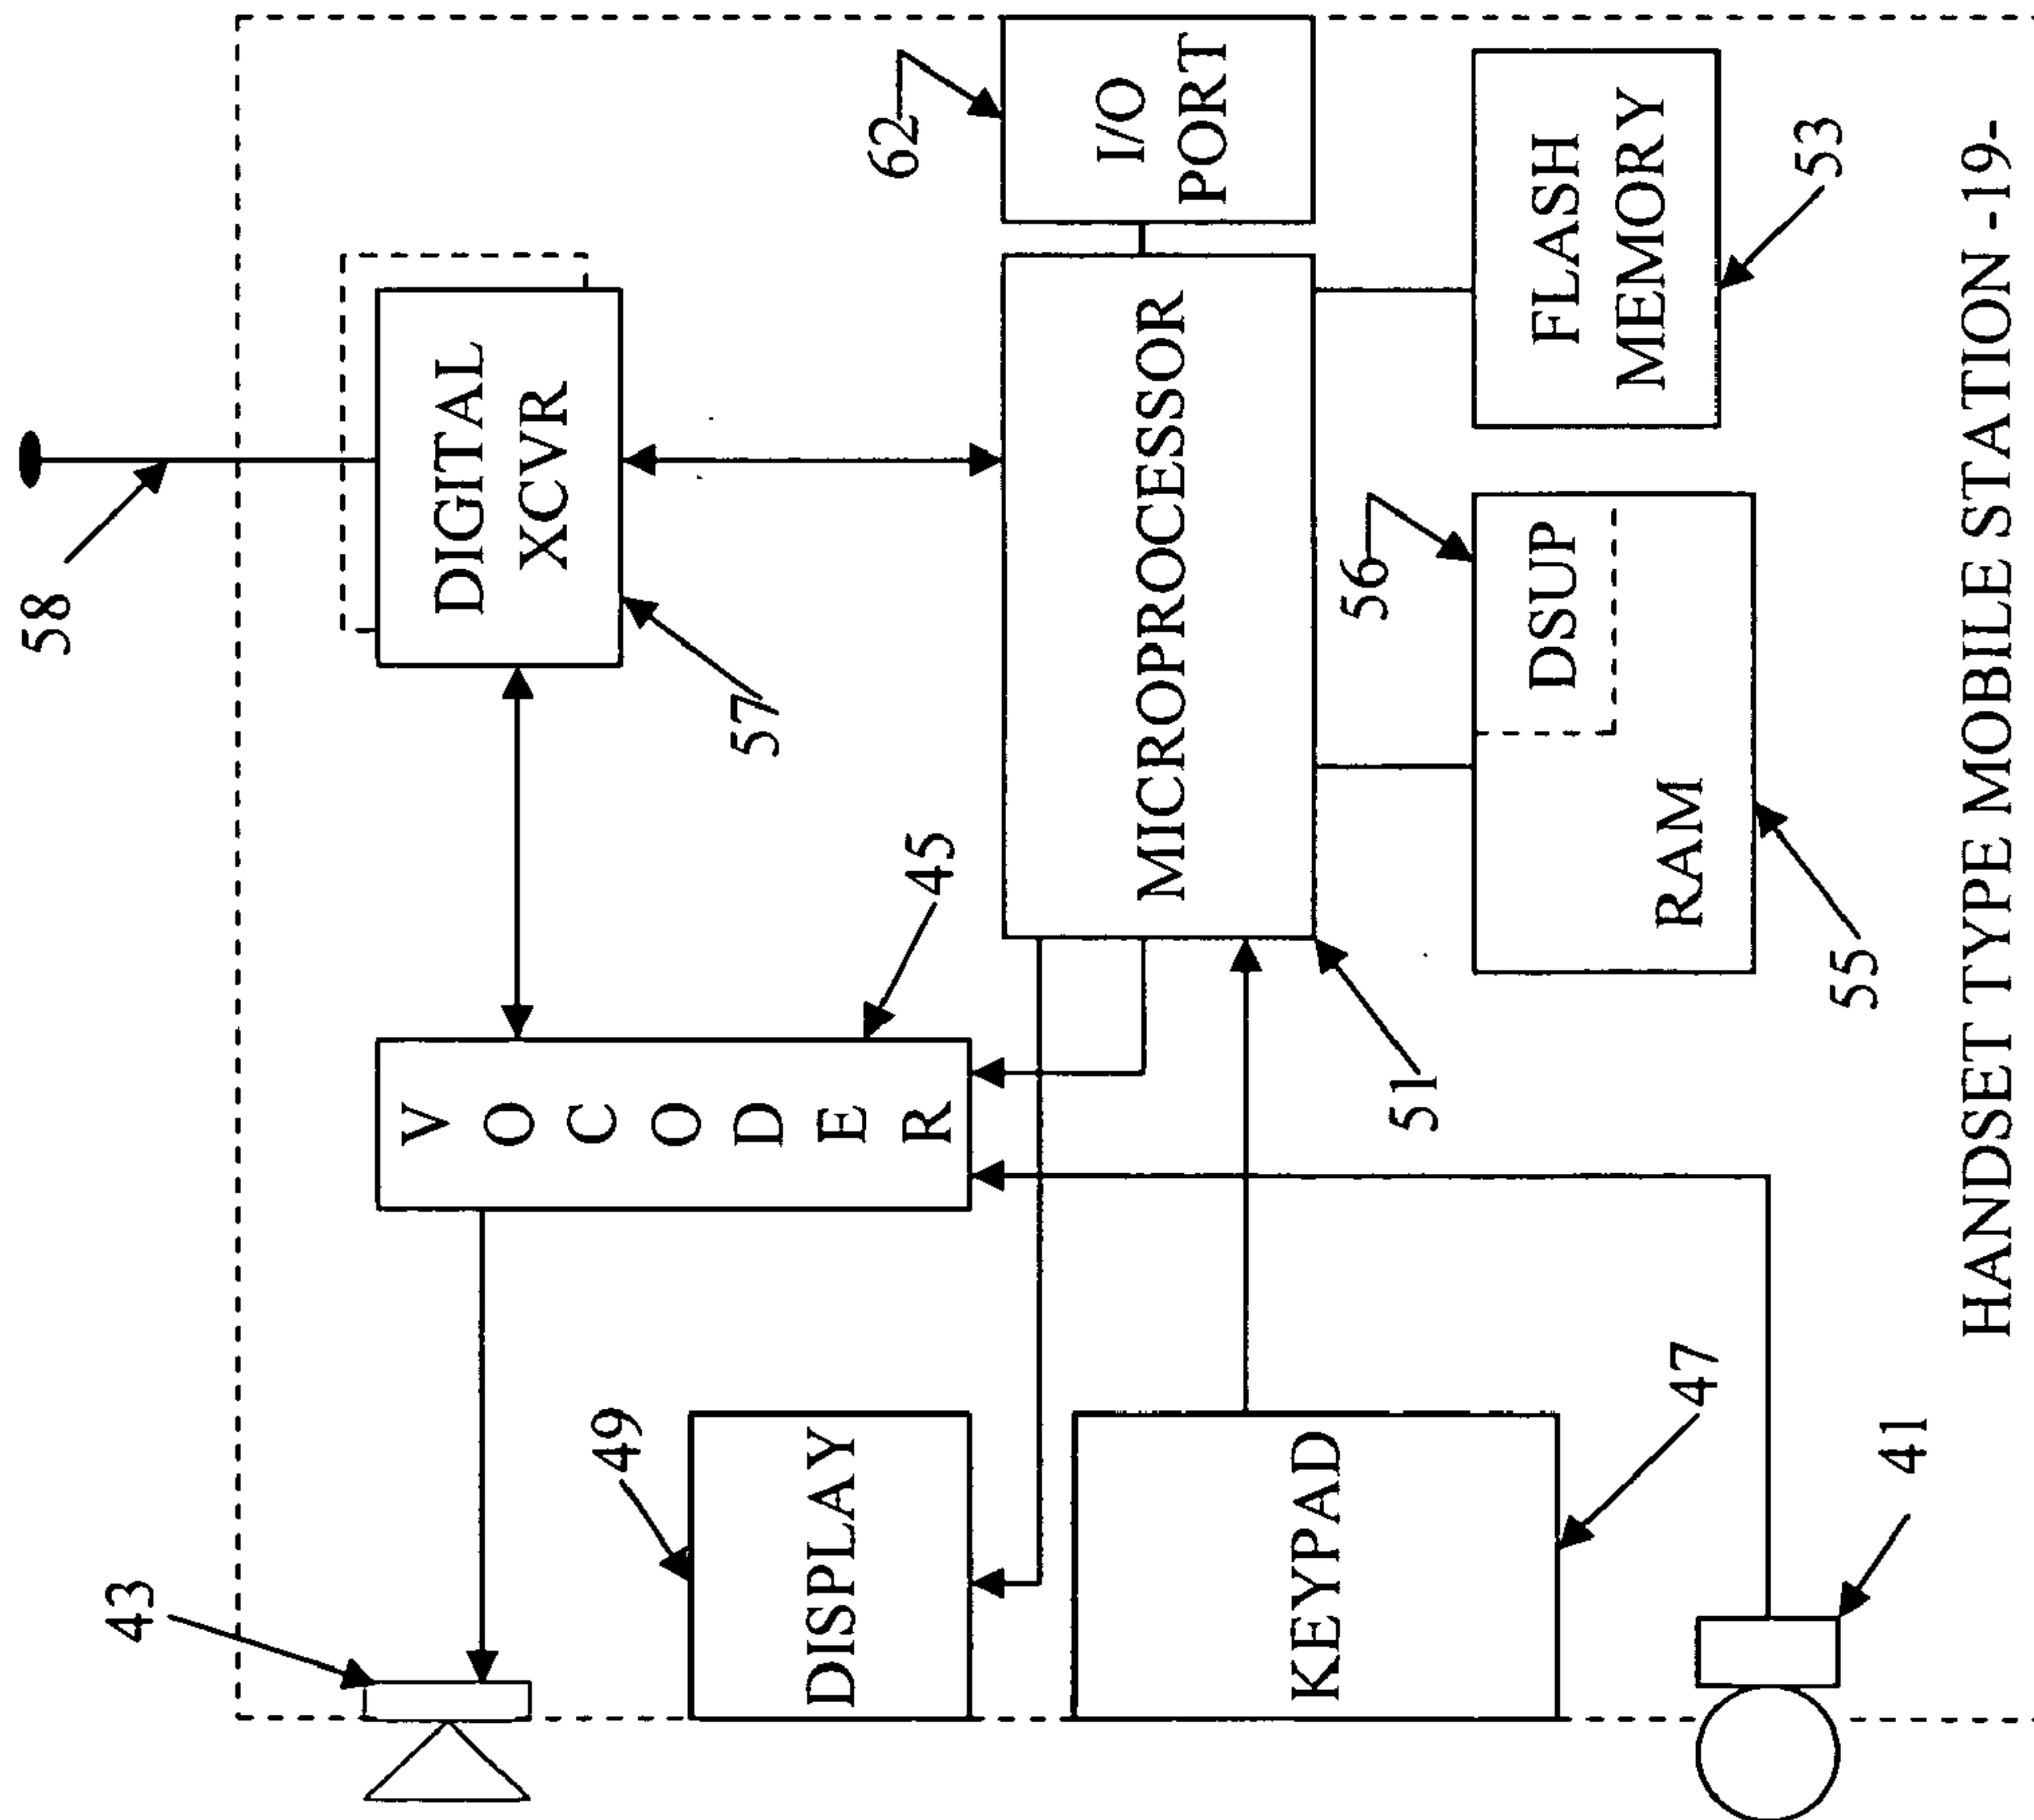 58
DIGITAL
XCVR
57
43
V
O
C
O
D
E
R
45
49
DISPLAY
62
I/O
PORT
MICROPROCESSOR
51
KEYPAD
47
56
DSUP
RAM
55
FLASH
MEMORY
53
41
HANDSET TYPE MOBILE STATION -19-